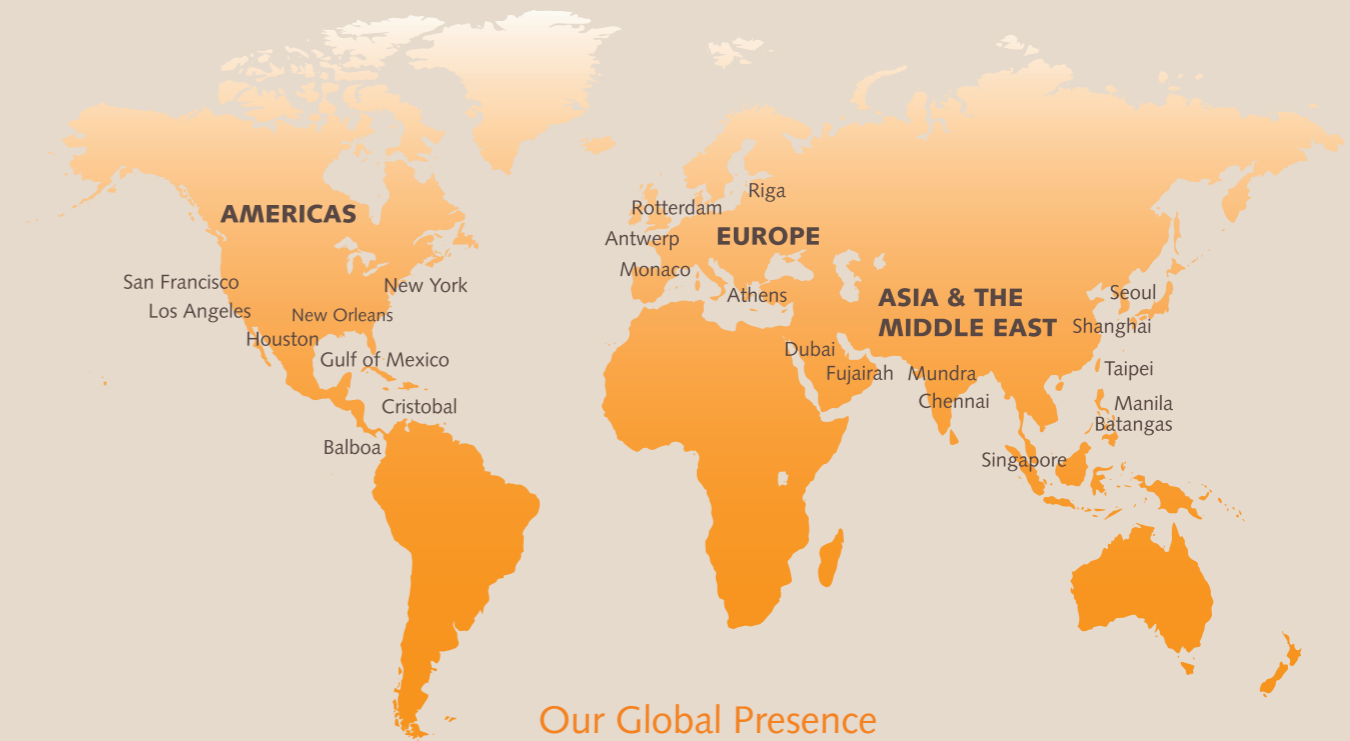 AMERICAS
San Francisco
Los Angeles
New York
New Orleans
Houston
Gulf of Mexico
Cristobal
Balboa
Riga
Rotterdam
Antwerp
EUROPE
Monaco
Athens
ASIA & THE
MIDDLE EAST
Seoul
Shanghai
Dubai
Fujairah
Mundra
Chennai
Taipei
Manila
Batangas
Singapore
Our Global Presence